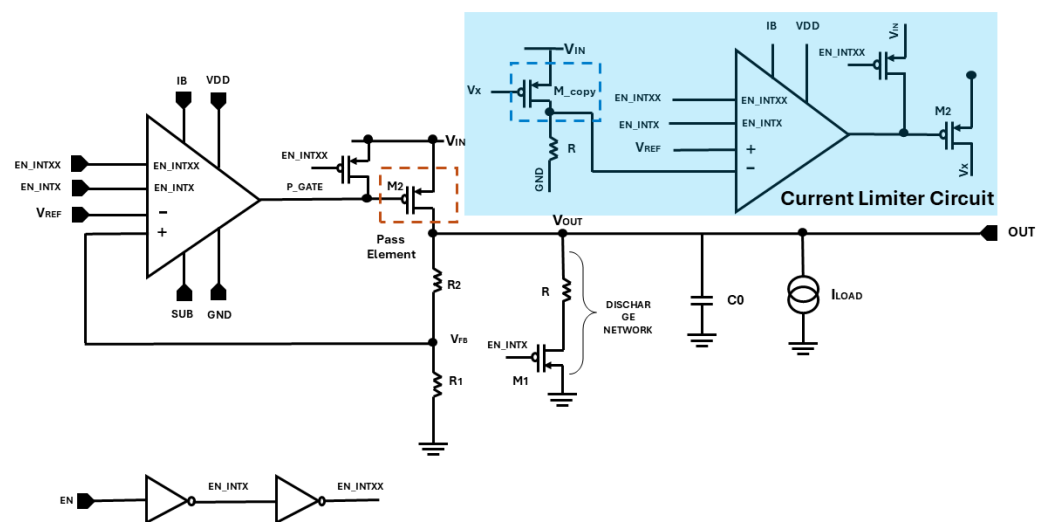 IB
VDD
EN_INTXX
EN_INTXX
EN_INTX
EN_INTX
VREF
−
+
SUB
GND
EN_INTXX
P_GATE
VIN
M2
Pass
Element
R2
VFB
R1
VIN
Vx
M_copy
R
GND
IB
VDD
EN_INTXX
VIN
EN_INTXX
EN_INTXX
EN_INTX
EN_INTX
VREF
+
−
M2
Vx
Current Limiter Circuit
VOUT
OUT
R
DISCHAR
GE
NETWORK
EN_INTX
M1
C0
ILOAD
EN
EN_INTX
EN_INTXX